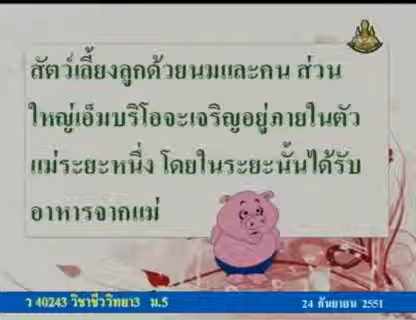 สัตว์เลี้ยงลูกด้วยนมและคน ส่วน
ใหญ่เอ็มบริโอจะเจริญอยู่ภายในตัว
แม่ระยะหนึ่ง โดยในระยะนั้นได้รับ
อาหารจากแม่
ว 40243 วิชาชีววิทยา3 ม.5
24 กันยายน 2551